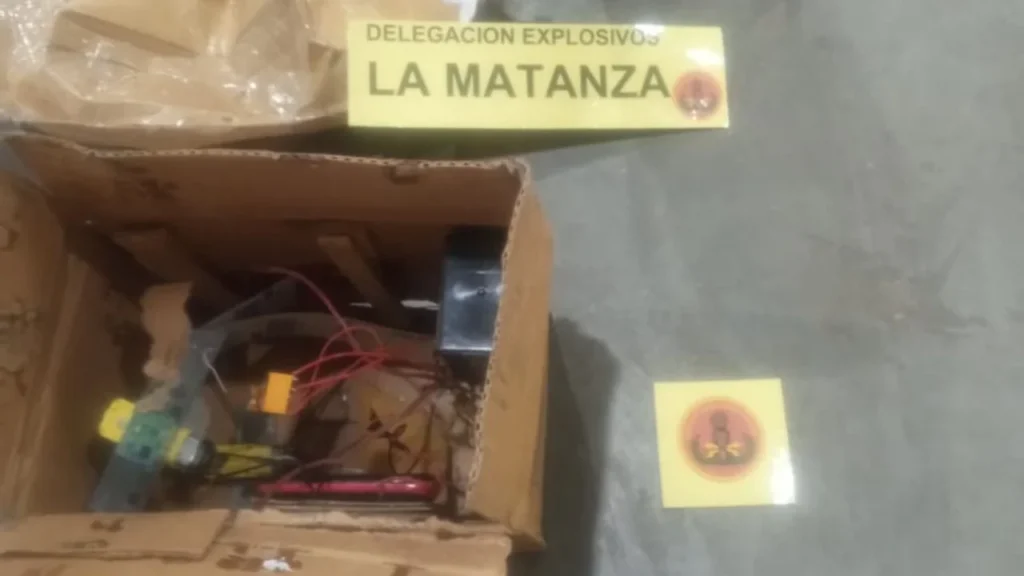 DELEGACION EXPLOSIVOS
LA MATANZA